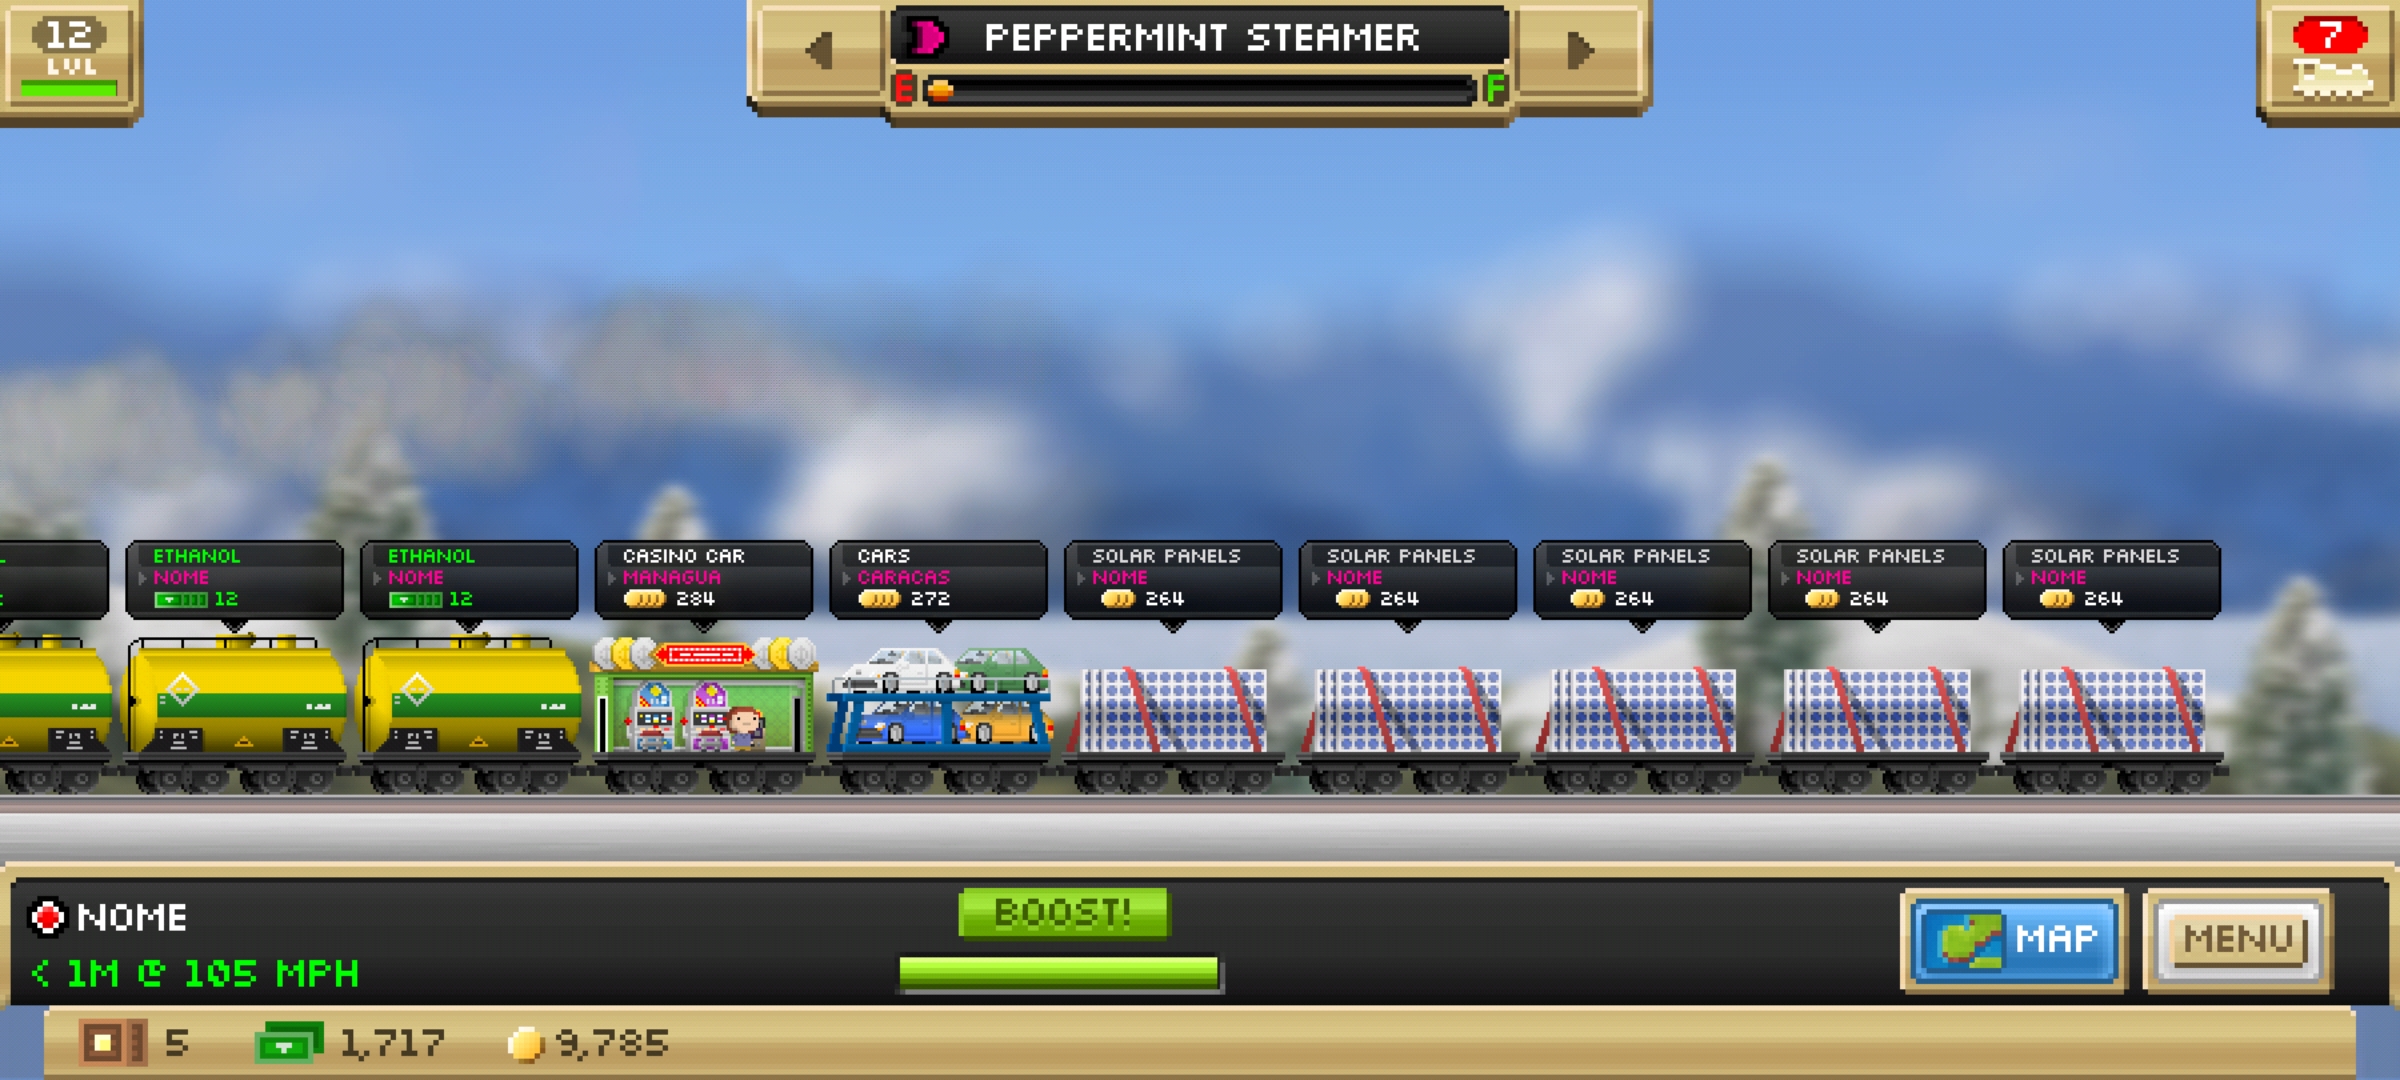 12
LVL
PEPPERMINT STEAMER
E F
7
ETHANOL
NOME
12
ETHANOL
NOME
12
CASINO CAR
MANAGUA
284
CARS
CARACAS
272
SOLAR PANELS
NOME
264
SOLAR PANELS
NOME
264
SOLAR PANELS
NOME
264
SOLAR PANELS
NOME
264
SOLAR PANELS
NOME
264
NOME
< 1M @ 105 MPH
BOOST!
MAP
MENU
5
1,717
9,785